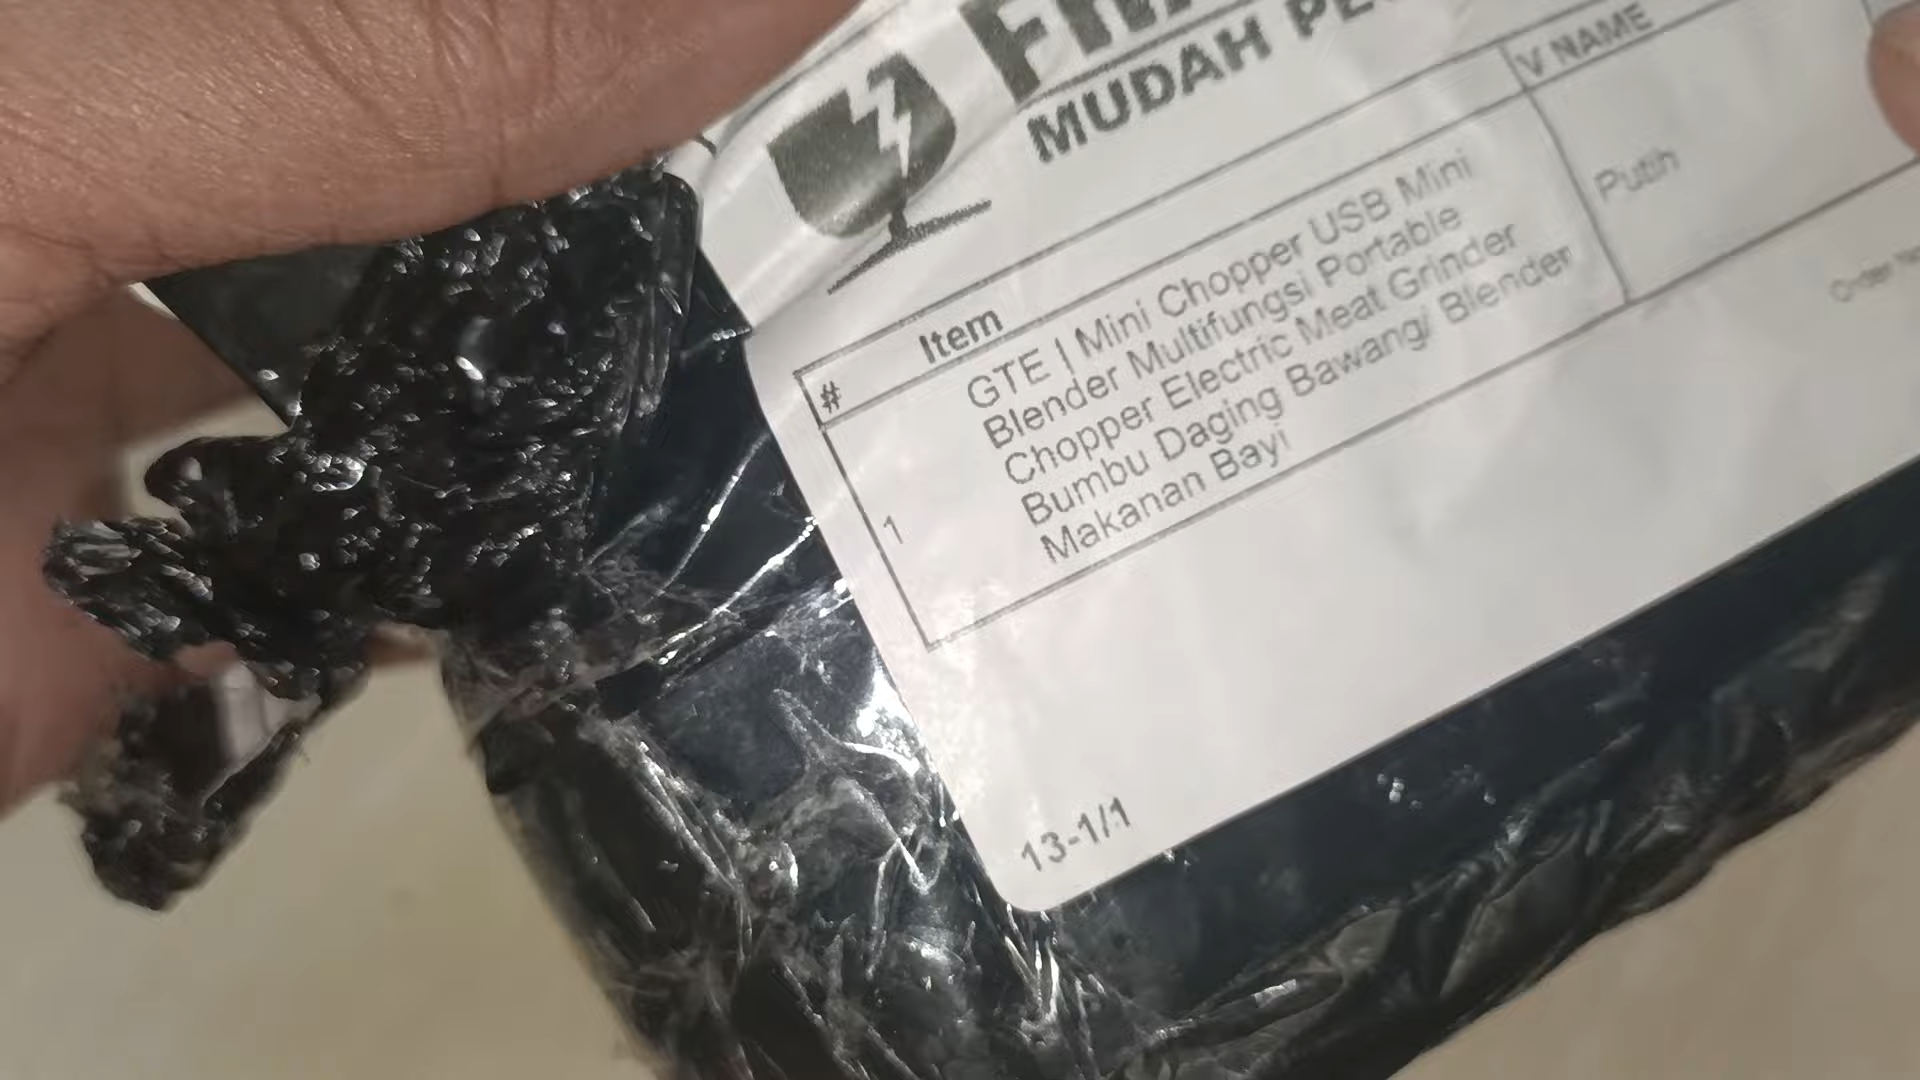 MUDAH
# Item V NAME
1 GTE | Mini Chopper USB Mini
Blender Multifungsi Portable
Chopper Electric Meat Grinder
Bumbu Daging Bawang/ Blender
Makanan Bayi
Putih
Order
13-1/1